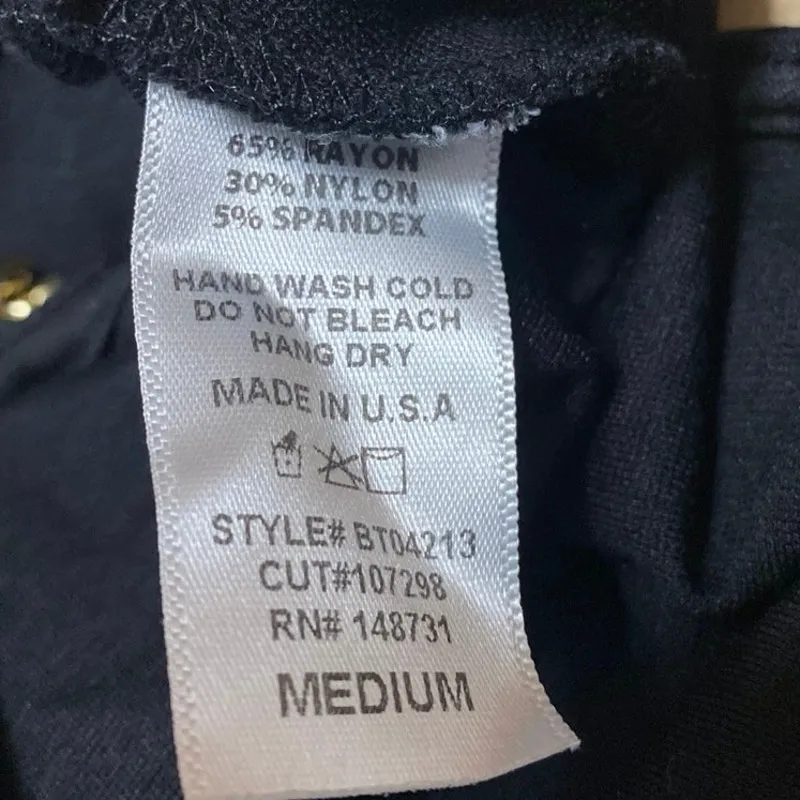 65% RAYON
30% NYLON
5% SPANDEX
HAND WASH COLD
DO NOT BLEACH
HANG DRY
MADE IN U.S.A
STYLE# BT04213
CUT#107298
RN# 148731
MEDIUM